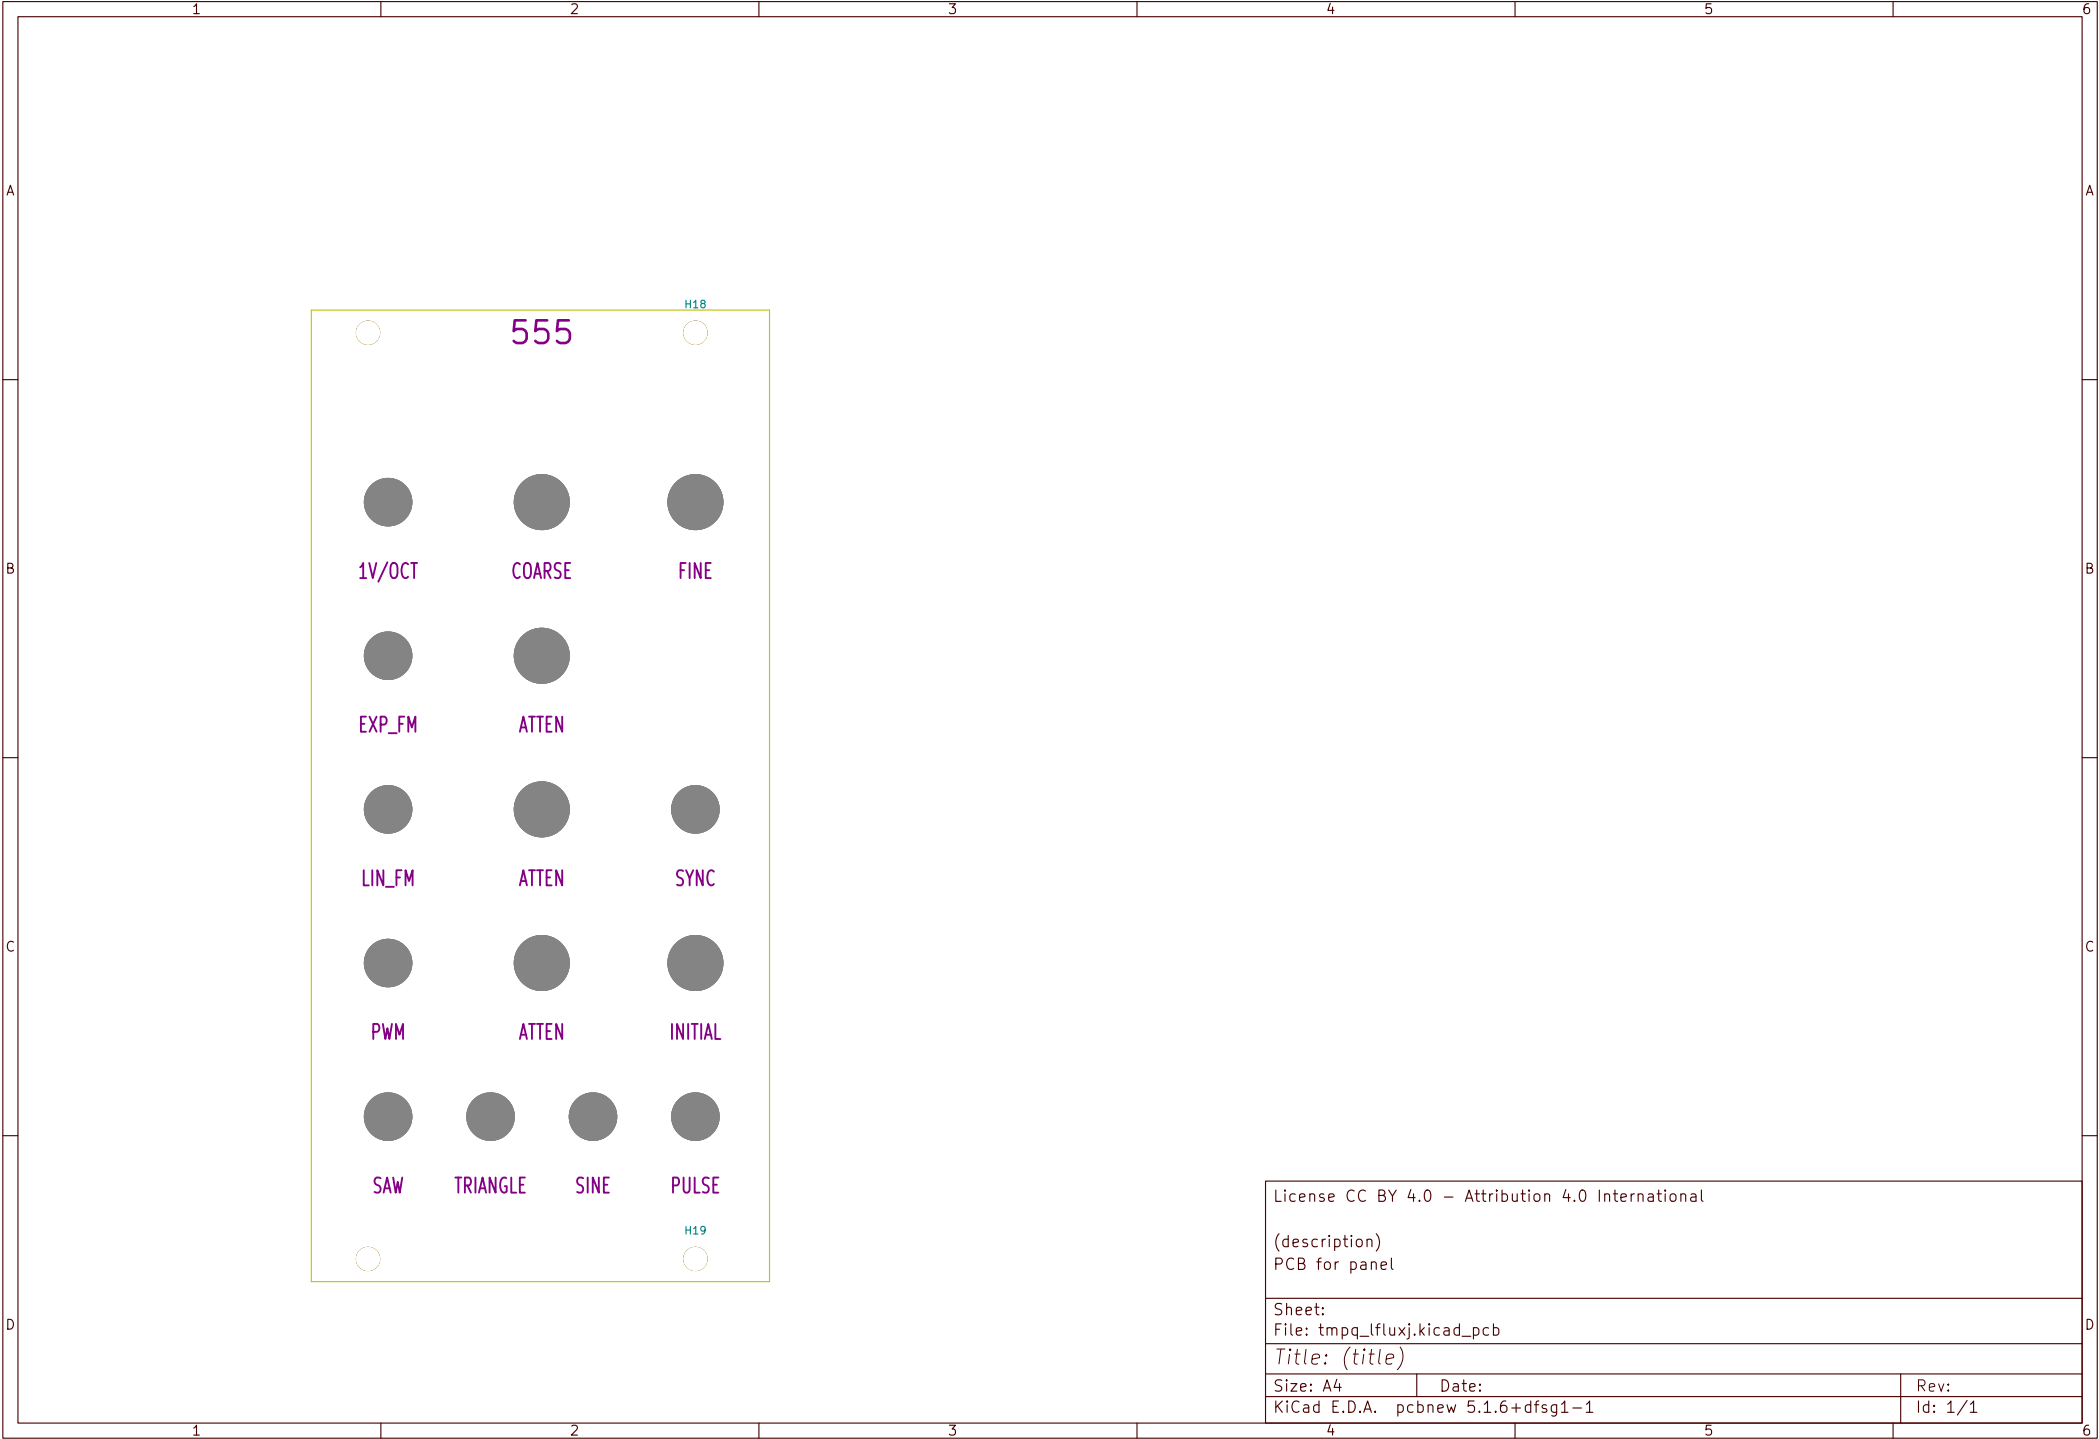 1 2 3 4 5 6
A A
H18
555
1V/OCT COARSE FINE
B B
EXP_FM ATTEN
LIN_FM ATTEN SYNC
C C
PWM ATTEN INITIAL
SAW TRIANGLE SINE PULSE
H19
License CC BY 4.0 - Attribution 4.0 International
(description)
PCB for panel
Sheet:
D D
File: tmpq_lfluxj.kicad_pcb
Title: (title)
Size: A4 Date: Rev:
KiCad E.D.A. pcbnew 5.1.6+dfsg1-1 Id: 1/1
1 2 3 4 5 6